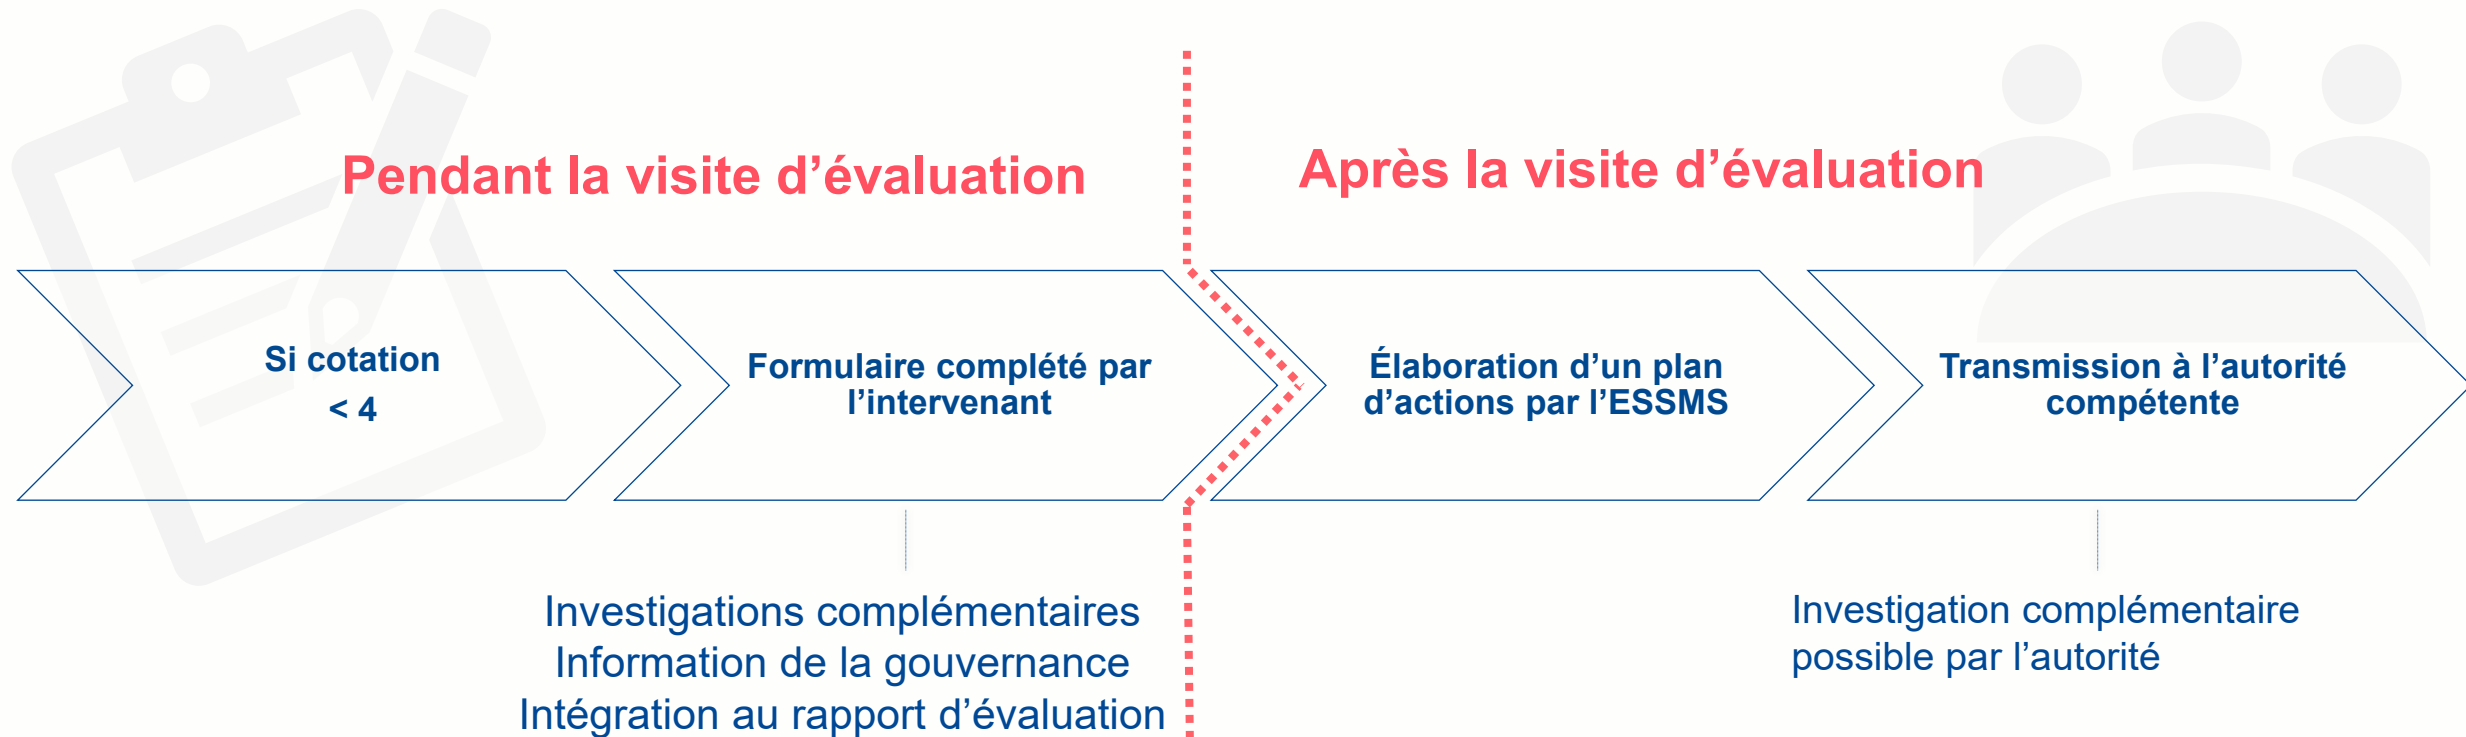 Pendant la visite d’évaluation
Après la visite d’évaluation
Si cotation
< 4
Formulaire complété par
l’intervenant
Élaboration d’un plan
d’actions par l’ESSMS
Transmission à l’autorité
compétente
Investigations complémentaires
Information de la gouvernance
Intégration au rapport d’évaluation
Investigation complémentaire
possible par l’autorité